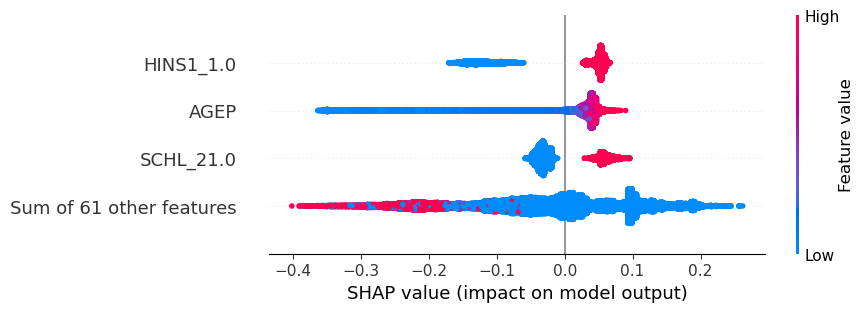 High
HINS1_1.0
AGEP
SCHL_21.0
Sum of 61 other features
Feature value
Low
−0.4 −0.3 −0.2 −0.1 0.0 0.1 0.2
SHAP value (impact on model output)